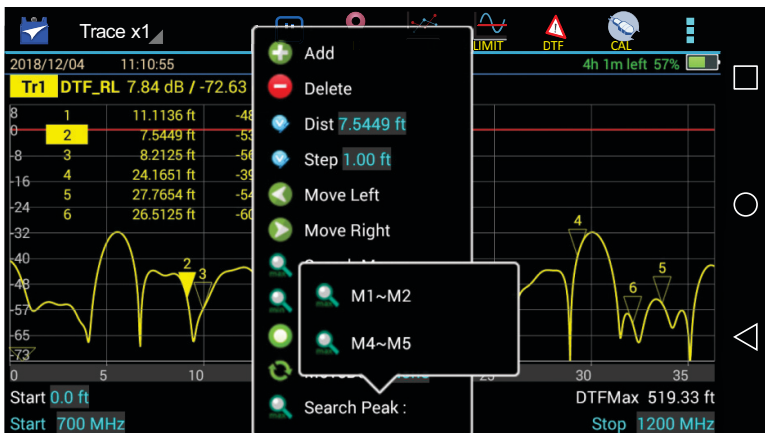 Trace x1
LIMIT
DTF
CAL
2018/12/04 11:10:55
4h 1m left 57%
Tr1 DTF_RL 7.84 dB / -72.63
8
0
-8
-16
-24
-32
-40
-48
-57
-65
-73
1 11.1136 ft -48
2 7.5449 ft -53
3 8.2125 ft -56
4 24.1651 ft -39
5 27.7654 ft -54
6 26.5125 ft -60
2
3
4
5
6
Add
Delete
Dist 7.5449 ft
Step 1.00 ft
Move Left
Move Right
M1~M2
M4~M5
Search Peak :
0 5 10 25 30 35
Start 0.0 ft
DTFMax 519.33 ft
Start 700 MHz
Stop 1200 MHz